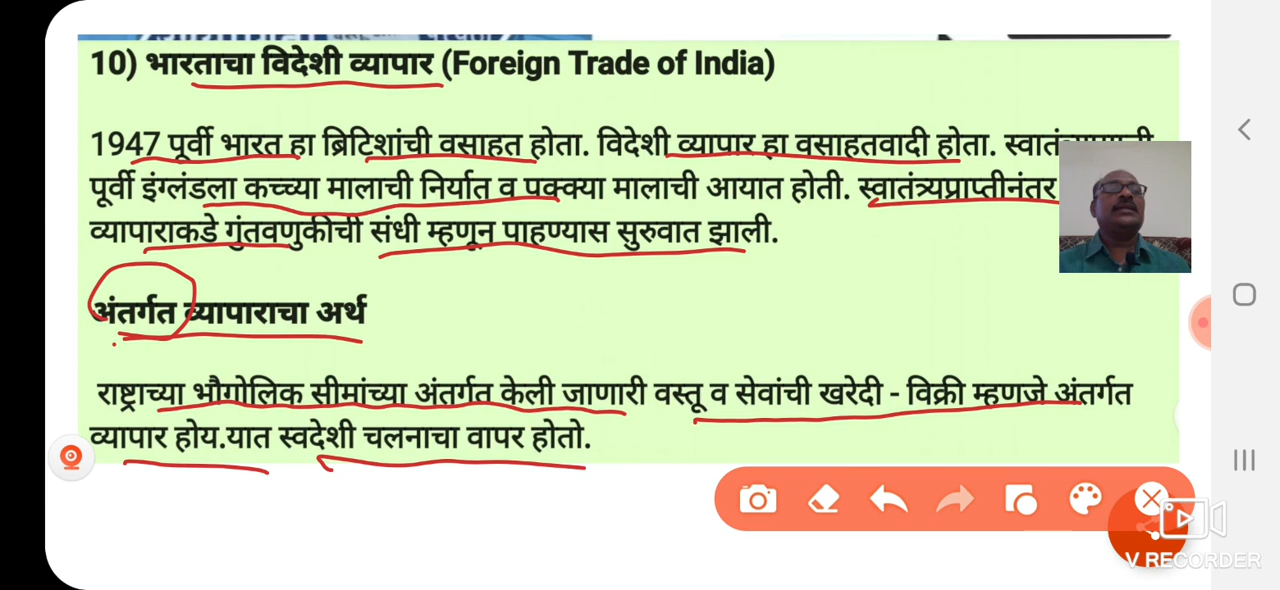 10) भारताचा विदेशी व्यापार (Foreign Trade of India)
1947 पूर्वी भारत हा ब्रिटिशांची वसाहत होता. विदेशी व्यापार हा वसाहतवादी होता.
पूर्वी इंग्लंडला कच्च्या मालाची निर्यात व पक्क्या मालाची आयात होती. स्वातंत्र्यप्राप्तीनंतर
व्यापाराकडे गुंतवणुकीची संधी म्हणून पाहण्यास सुरुवात झाली.
अंतर्गत व्यापाराचा अर्थ
राष्ट्राच्या भौगोलिक सीमांच्या अंतर्गत केली जाणारी वस्तू व सेवांची खरेदी - विक्री म्हणजे अंतर्गत
व्यापार होय.यात स्वदेशी चलनाचा वापर होतो.
V RECORDER